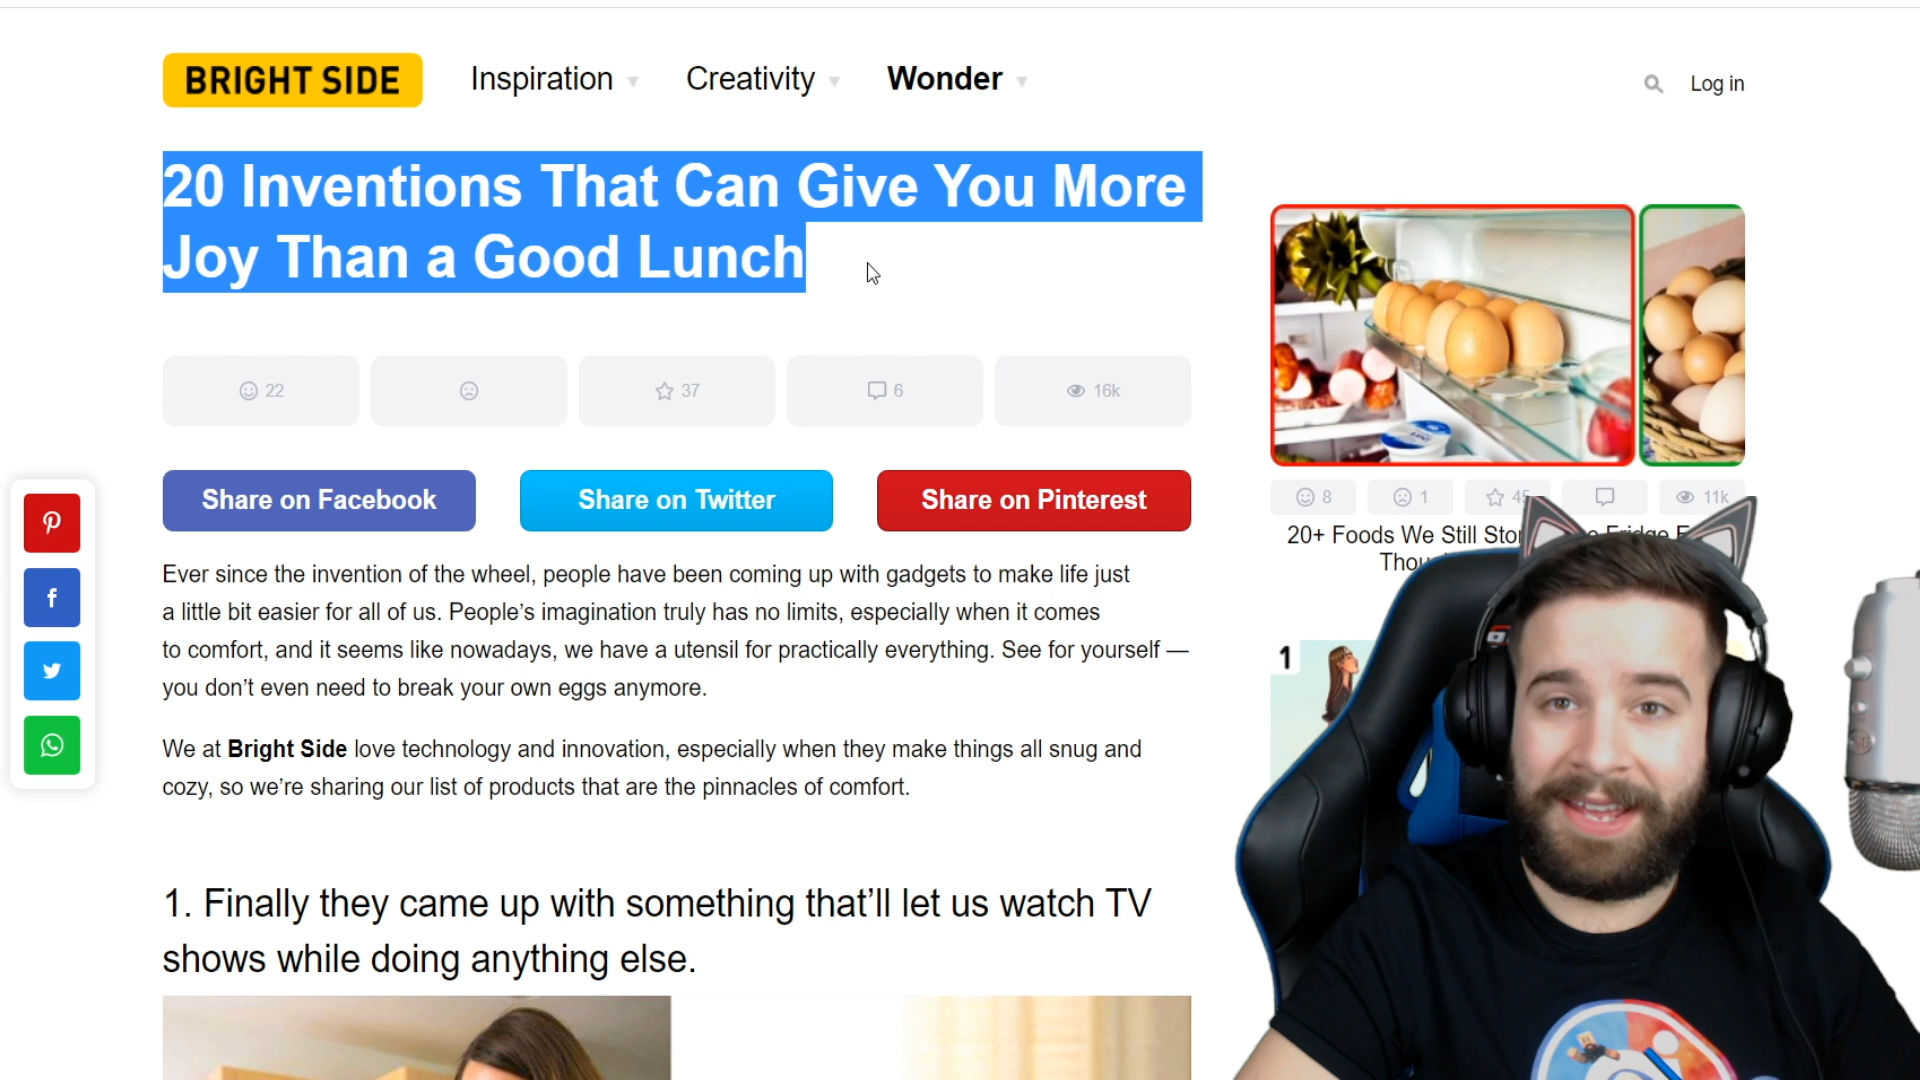 BRIGHT SIDE Inspiration Creativity Wonder Log in
20 Inventions That Can Give You More
Joy Than a Good Lunch
22 37 6 16k
Share on Facebook Share on Twitter Share on Pinterest
Ever since the invention of the wheel, people have been coming up with gadgets to make life just
a little bit easier for all of us. People’s imagination truly has no limits, especially when it comes
to comfort, and it seems like nowadays, we have a utensil for practically everything. See for yourself —
you don’t even need to break your own eggs anymore.
We at Bright Side love technology and innovation, especially when they make things all snug and
cozy, so we’re sharing our list of products that are the pinnacles of comfort.
1. Finally they came up with something that’ll let us watch TV
shows while doing anything else.
8 1 11k
20+ Foods We Still Fridge
1